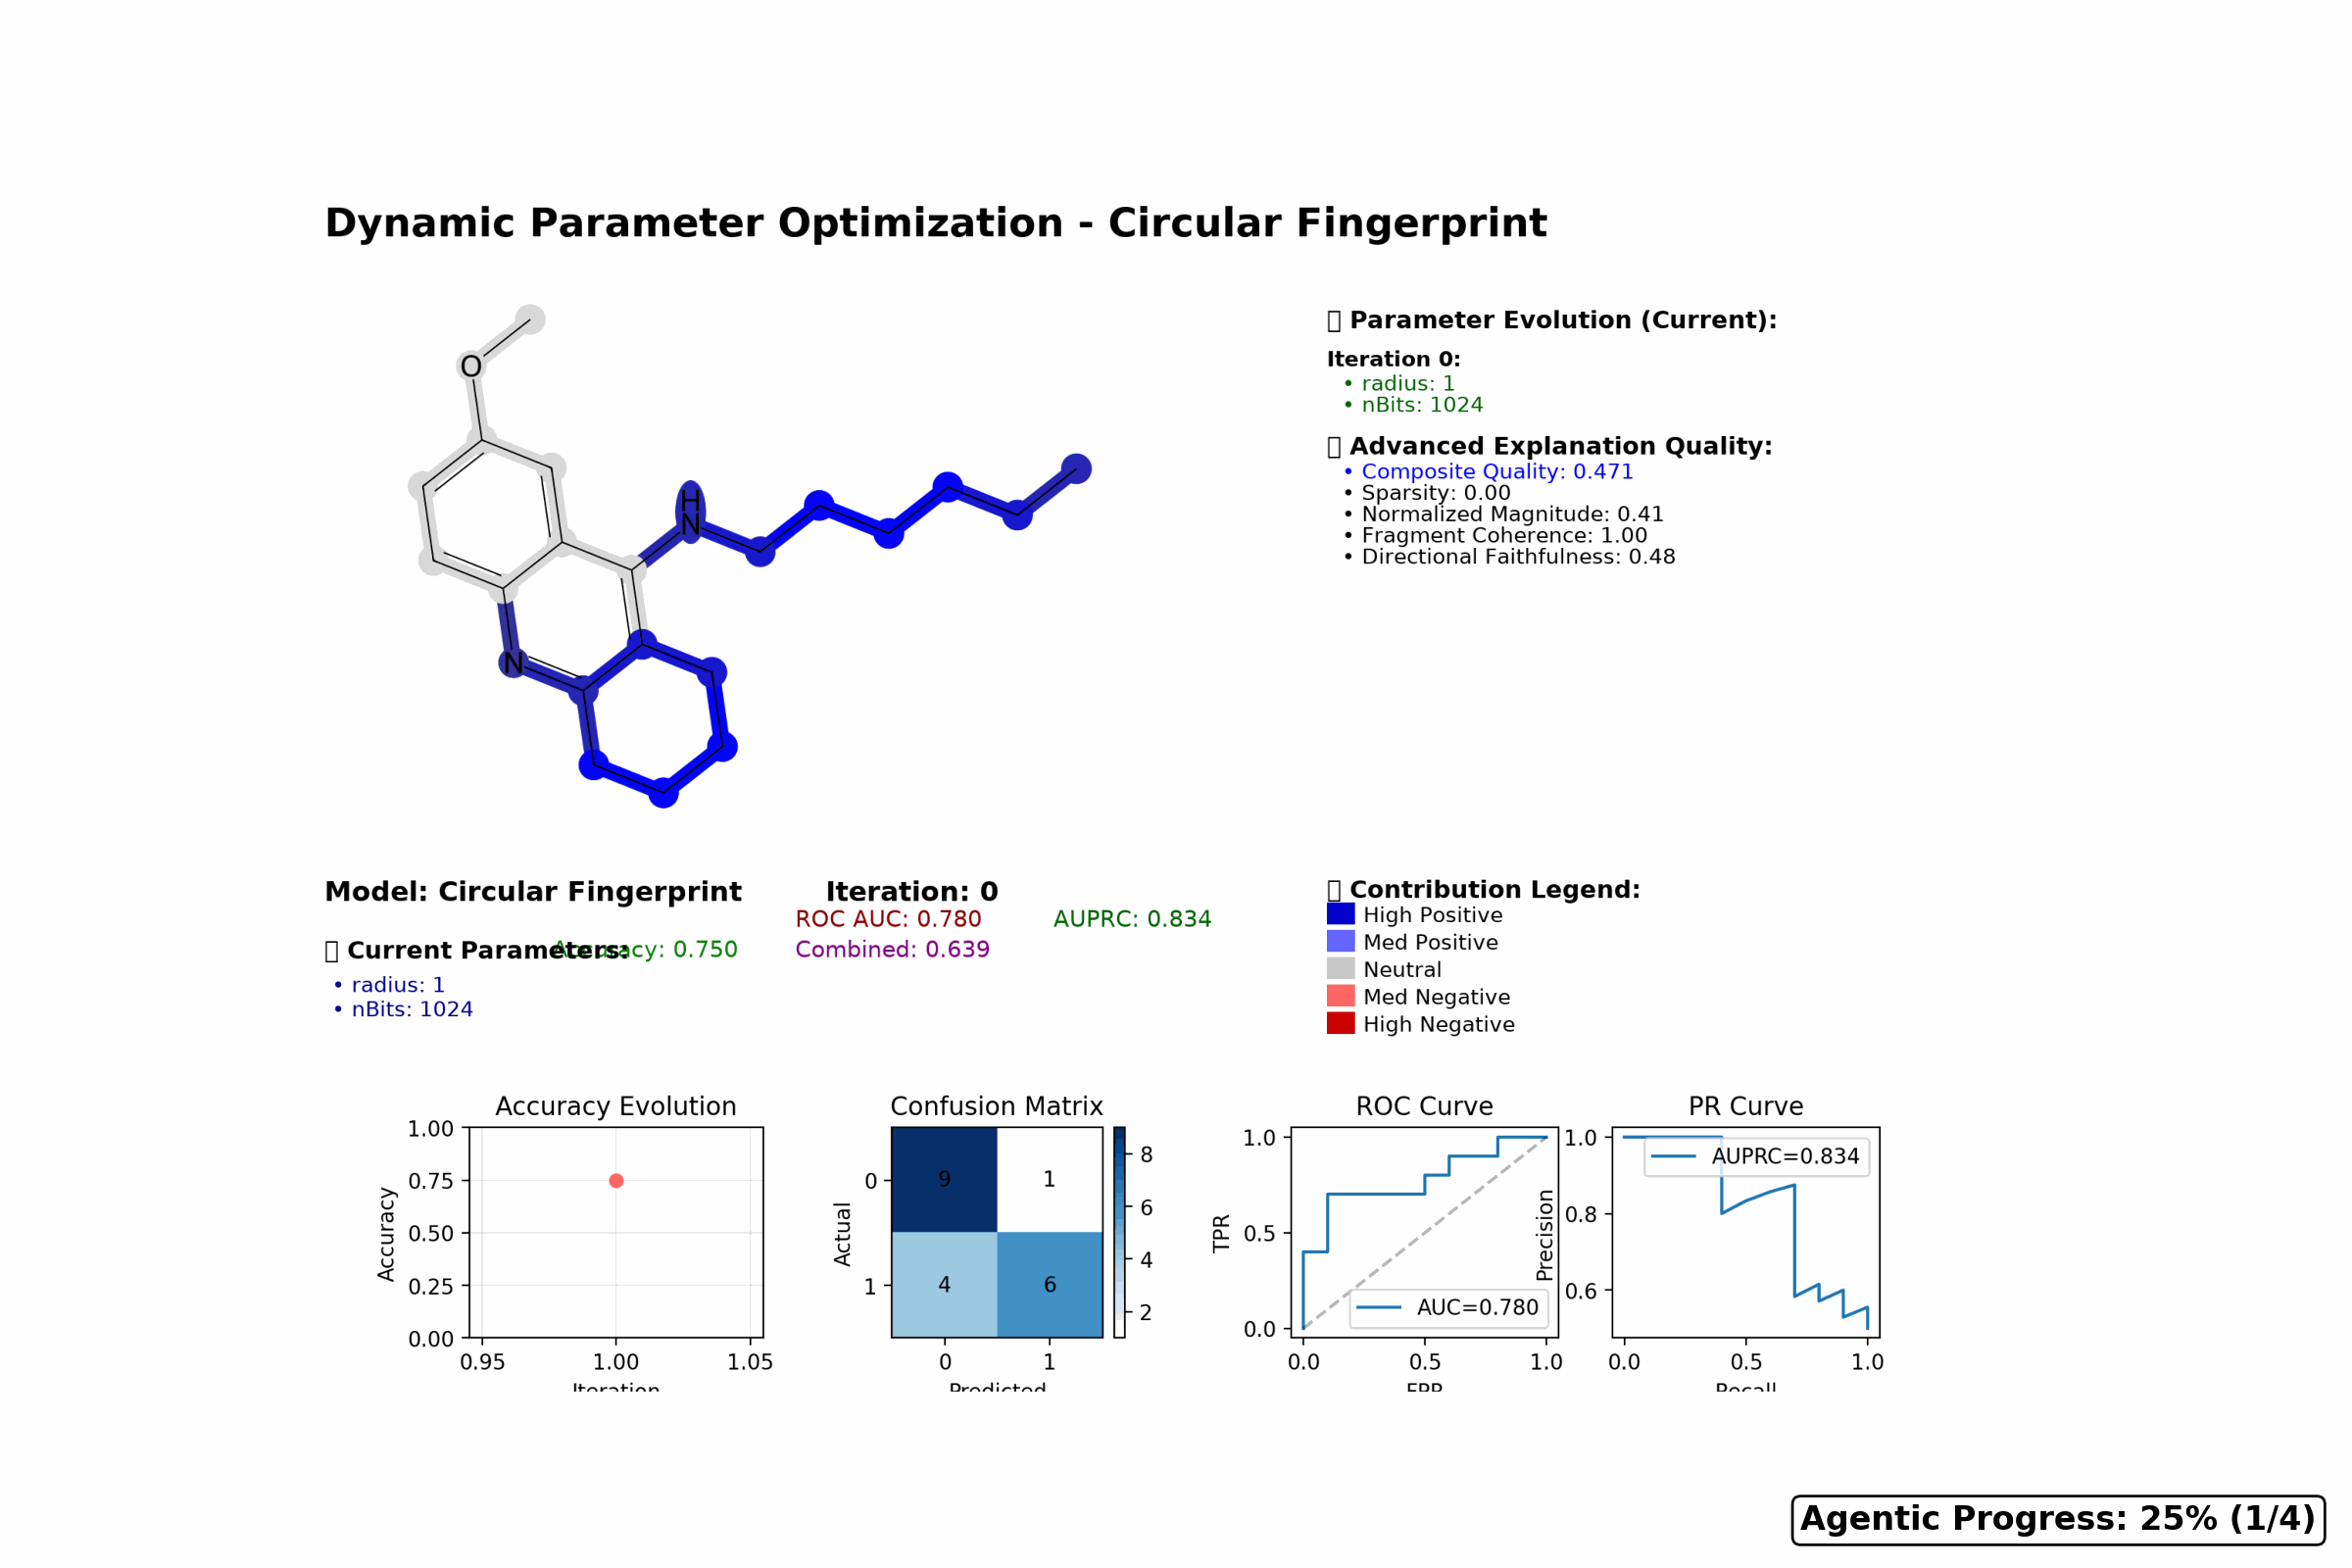 Dynamic Parameter Optimization - Circular Fingerprint
O
H
N
N
Parameter Evolution (Current):
Iteration 0:
• radius: 1
• nBits: 1024
Advanced Explanation Quality:
• Composite Quality: 0.471
• Sparsity: 0.00
• Normalized Magnitude: 0.41
• Fragment Coherence: 1.00
• Directional Faithfulness: 0.48
Model: Circular Fingerprint
Iteration: 0
ROC AUC: 0.780
AUPRC: 0.834
Current Parameters:
Accuracy: 0.750
Combined: 0.639
• radius: 1
• nBits: 1024
Contribution Legend:
High Positive
Med Positive
Neutral
Med Negative
High Negative
Accuracy Evolution
1.00
0.75
0.50
0.25
0.00
Accuracy
0.95
1.00
1.05
Iteration
Confusion Matrix
Actual
0
1
9
1
4
6
0
1
Predicted
8
6
4
2
ROC Curve
TPR
1.0
0.5
0.0
AUC=0.780
0.0
0.5
1.0
FPR
PR Curve
Precision
1.0
0.8
0.6
AUPRC=0.834
0.0
0.5
1.0
Recall
Agentic Progress: 25% (1/4)